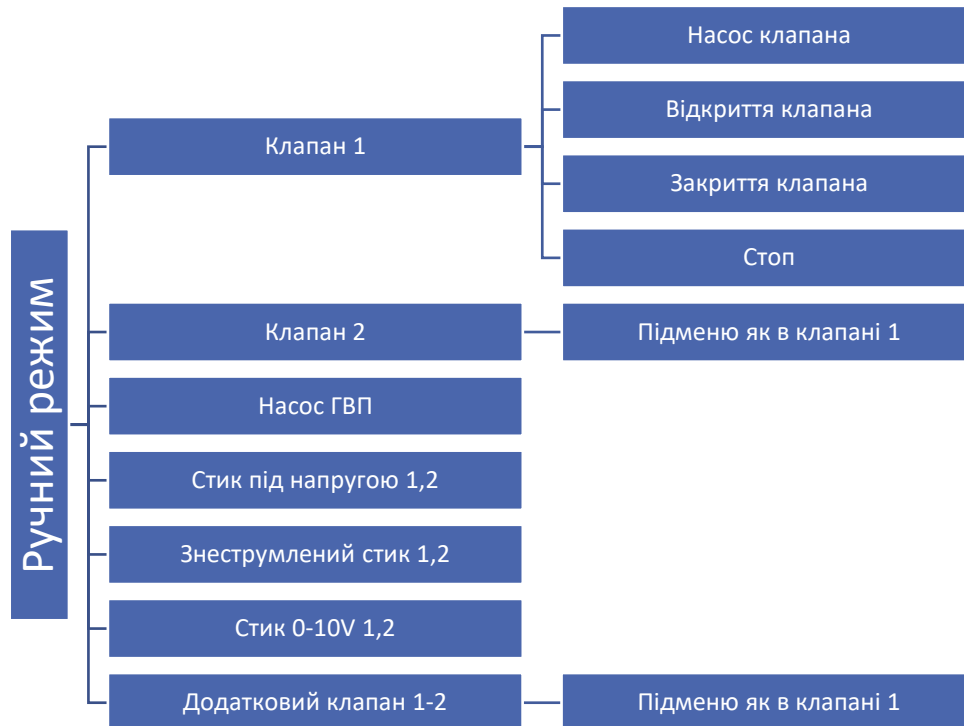 Ручний режим
Клапан 1
Насос клапана
Відкриття клапана
Закриття клапана
Стоп
Клапан 2
Підменю як в клапані 1
Насос ГВП
Стик під напругою 1,2
Знеструмлений стик 1,2
Стик 0-10V 1,2
Додатковий клапан 1-2
Підменю як в клапані 1